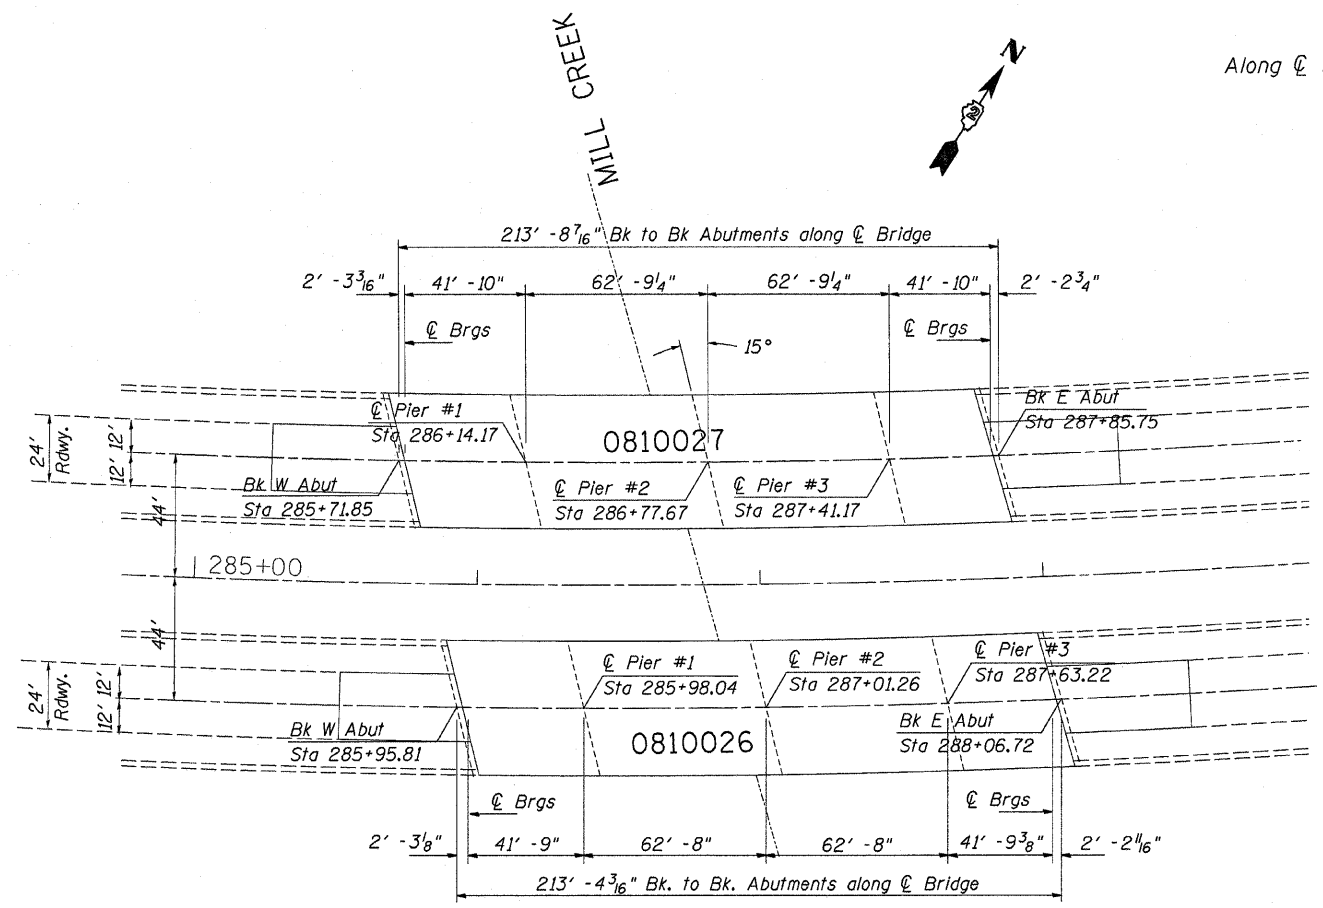 MILL CREEK
N
2
Along ℄
213' -8 7/16" Bk to Bk Abutments along ℄ Bridge
2' -3 3/16" 41' -10" 62' -9 1/4" 62' -9 1/4" 41' -10" 2' -2 3/4"
℄ Brgs ℄ Brgs
15°
℄ Pier #1
Sta 286+14.17
Bk E Abut
Sta 287+85.75
0810027
24'
Rdwy.
12' 12'
Bk W Abut
Sta 285+71.85
℄ Pier #2
Sta 286+77.67
℄ Pier #3
Sta 287+41.17
44'
285+00
44'
24'
Rdwy.
12' 12'
℄ Pier #1
Sta 285+98.04
℄ Pier #2
Sta 287+01.26
℄ Pier #3
Sta 287+63.22
Bk W Abut
Sta 285+95.81
0810026
Bk E Abut
Sta 288+06.72
℄ Brgs ℄ Brgs
2' -3 1/8" 41' -9" 62' -8" 62' -8" 41' -9 3/8" 2' -2 11/16"
213' -4 3/16" Bk. to Bk. Abutments along ℄ Bridge